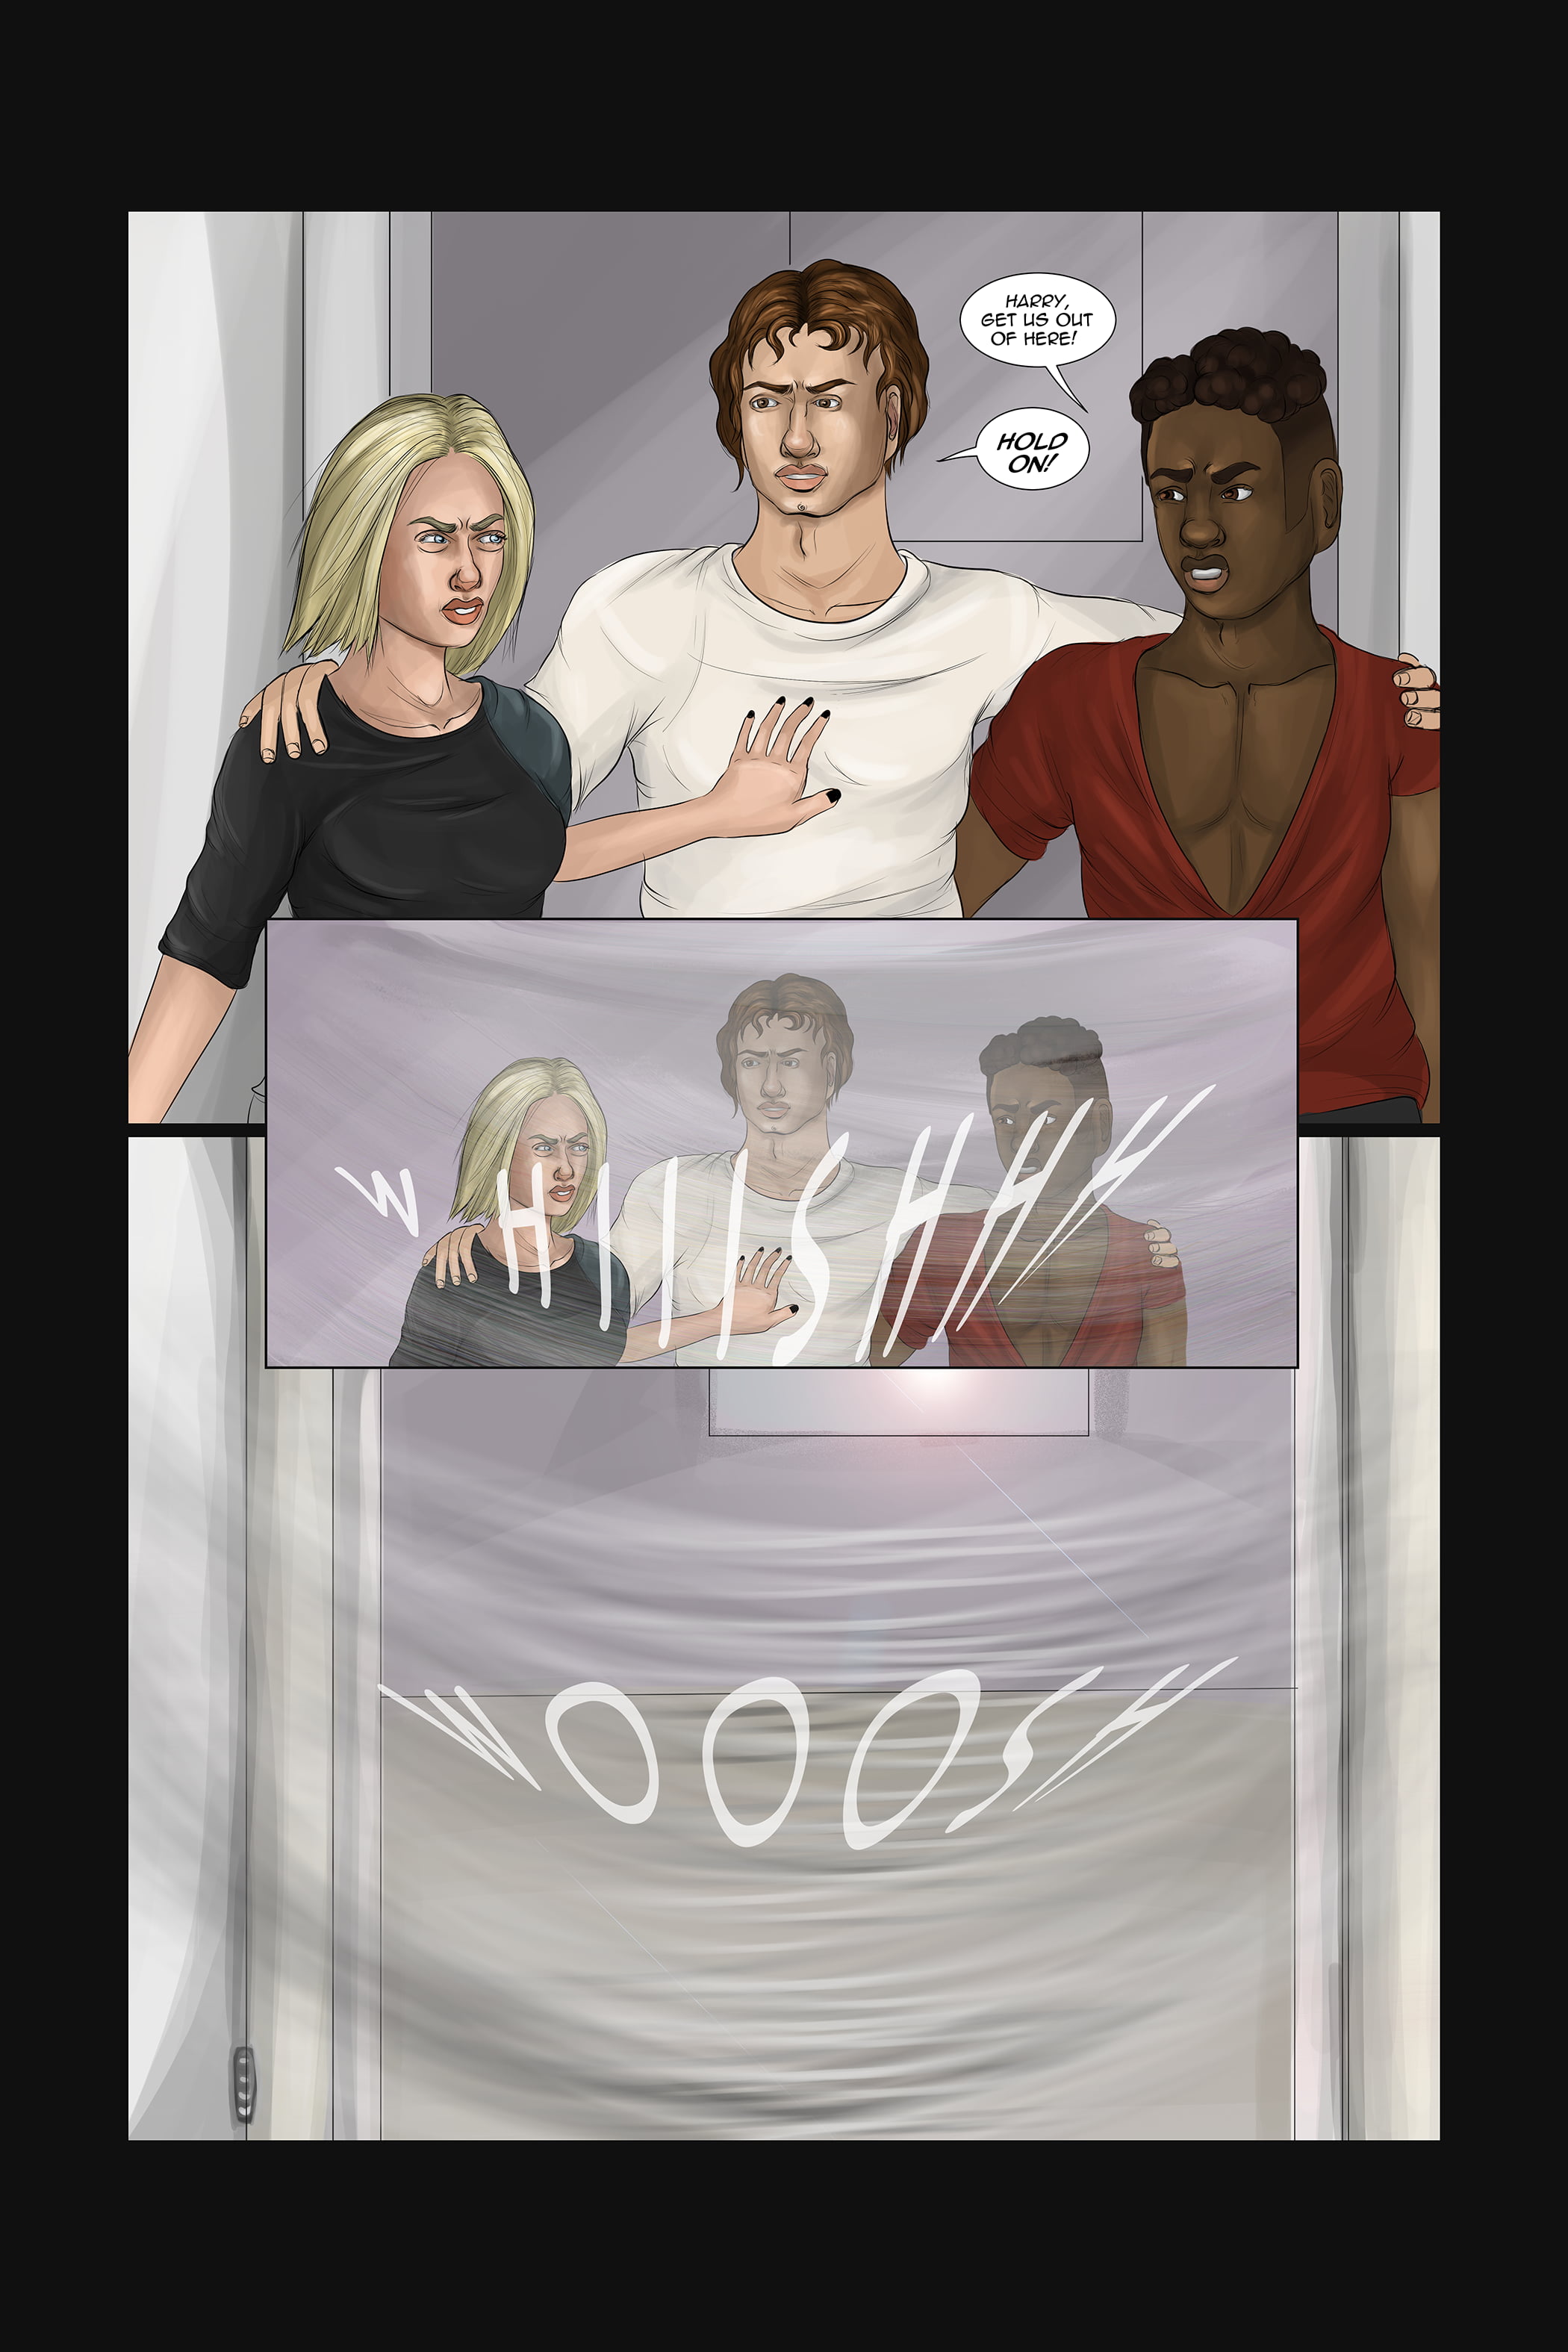 HARRY,
GET US OUT
OF HERE!
HOLD
ON!
WHIIISHHH
WOOOSH